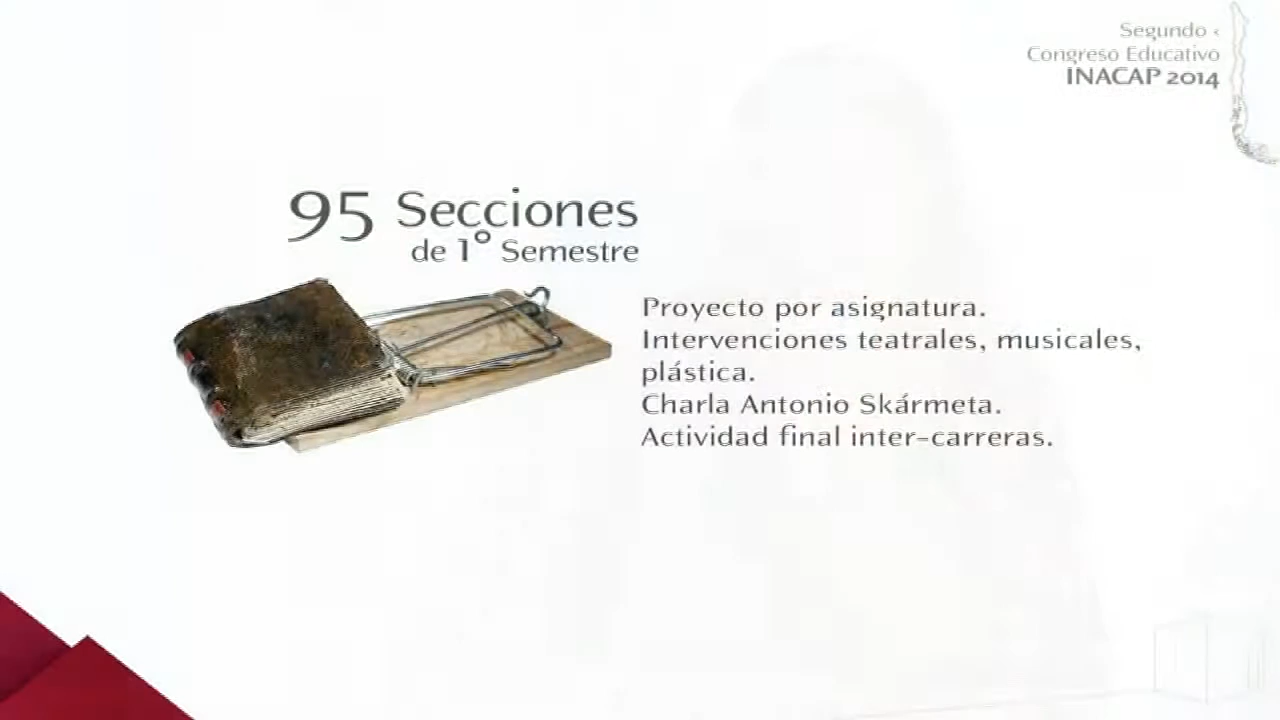 Segundo ‹
Congreso Educativo
INACAP 2014
95 Secciones
de 1° Semestre
Proyecto por asignatura.
Intervenciones teatrales, musicales,
plástica.
Charla Antonio Skármeta.
Actividad final inter-carreras.